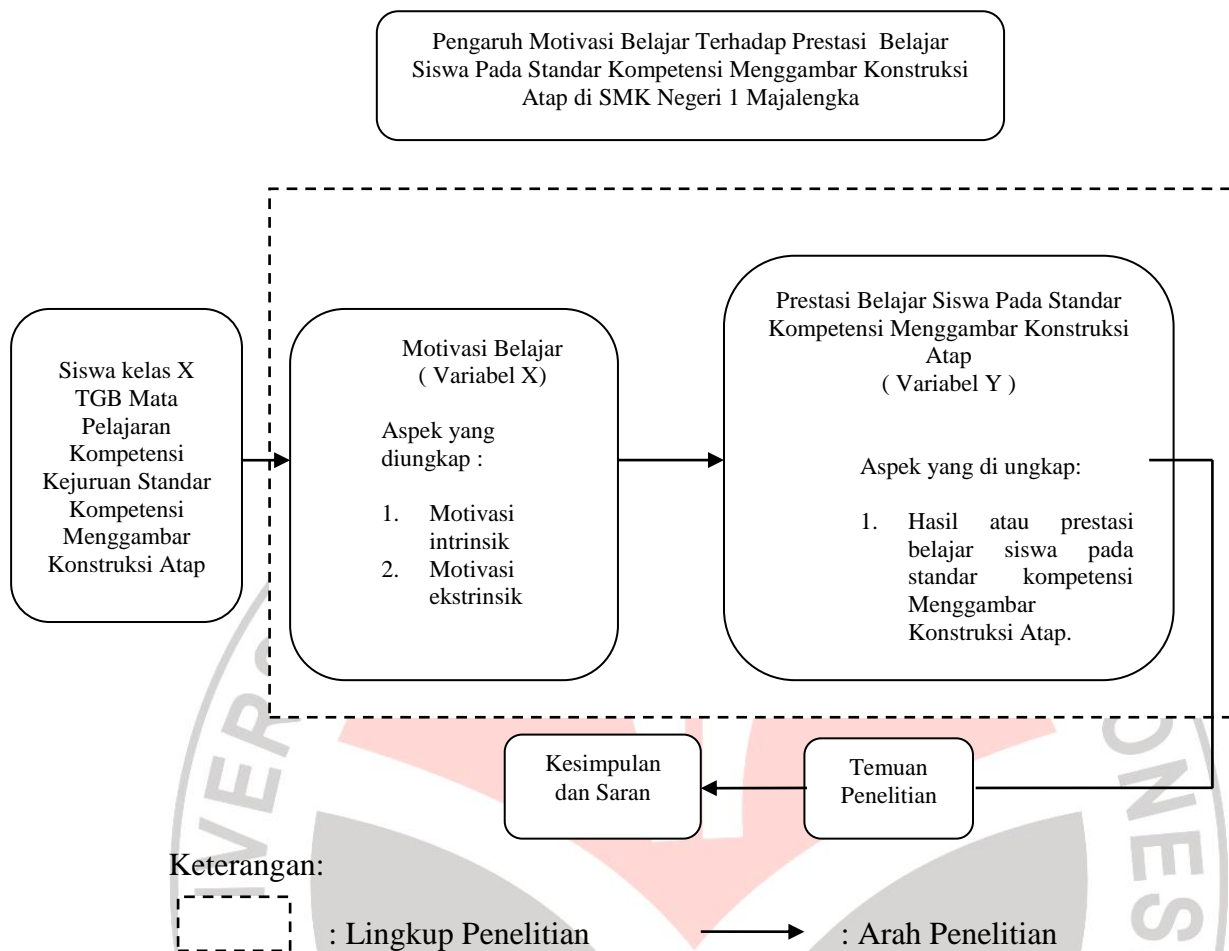 Pengaruh Motivasi Belajar Terhadap Prestasi Belajar
Siswa Pada Standar Kompetensi Menggambar Konstruksi
Atap di SMK Negeri 1 Majalengka
Siswa kelas X
TGB Mata
Pelajaran
Kompetensi
Kejuruan Standar
Kompetensi
Menggambar
Konstruksi Atap
Motivasi Belajar
( Variabel X)
Aspek yang
diungkap :
1. Motivasi
intrinsik
2. Motivasi
ekstrinsik
Prestasi Belajar Siswa Pada Standar
Kompetensi Menggambar Konstruksi
Atap
( Variabel Y )
Aspek yang di ungkap:
1. Hasil atau prestasi
belajar siswa pada
standar kompetensi
Menggambar
Konstruksi Atap.
Kesimpulan
dan Saran
Temuan
Penelitian
Keterangan:
: Lingkup Penelitian
: Arah Penelitian